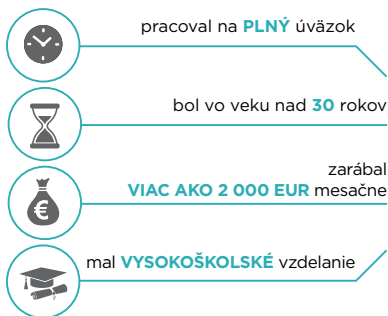 pracoval na PLNÝ úväzok
bol vo veku nad 30 rokov
zarábal
VIAC AKO 2 000 EUR mesačne
€
mal VYSOKOŠKOLSKÉ vzdelanie